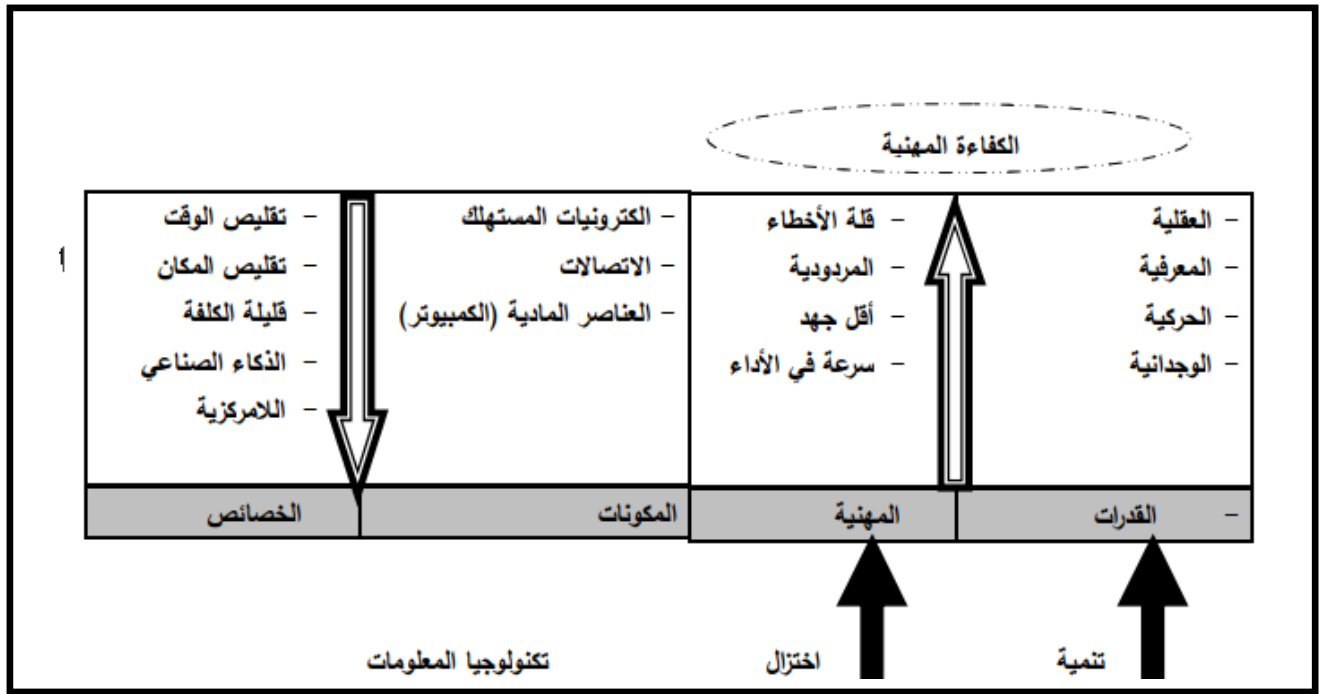 الكفاءة المهنية
- العقلية
- المعرفية
- الحركية
- الوجدانية
- قلة الأخطاء
- المردودية
- أقل جهد
- سرعة في الأداء
- الكترونيات المستهلك
- الاتصالات
- العناصر المادية (الكمبيوتر)
- تقليص الوقت
- تقليص المكان
- قليلة الكلفة
- الذكاء الصناعي
- اللامركزية
- القدرات
المهنية
المكونات
الخصائص
تنمية
اختزال
تكنولوجيا المعلومات